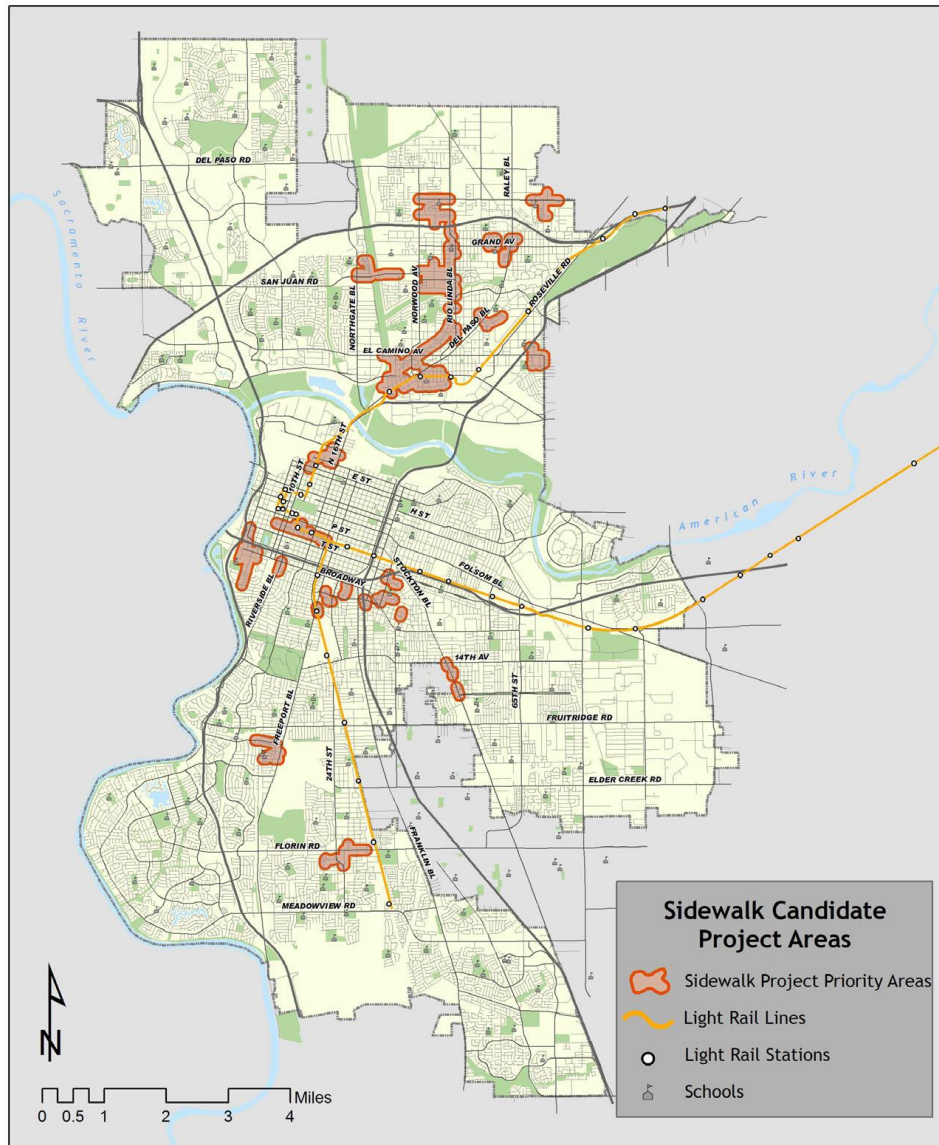 DEL PASO RD
RALEY BL
Sacramento River
GRAND AV
SAN JUAN RD
NORTHGATE BL
NORWOOD AV
RIO LINDA BL
ROSEVILLE RD
DEL PASO BL
EL CAMINO AV
N 16TH ST
10TH ST
E ST
H ST
American River
P ST
T ST
FOLSOM BL
STOCKTON BL
BROADWAY
RIVERSIDE BL
14TH AV
65TH ST
FREEPORT BL
FRUITRIDGE RD
24TH ST
ELDER CREEK RD
FLORIN RD
FRANKLIN BL
MEADOWVIEW RD
Sidewalk Candidate
Project Areas
Sidewalk Project Priority Areas
Light Rail Lines
Light Rail Stations
Schools
N
Miles
0 0.5 1 2 3 4